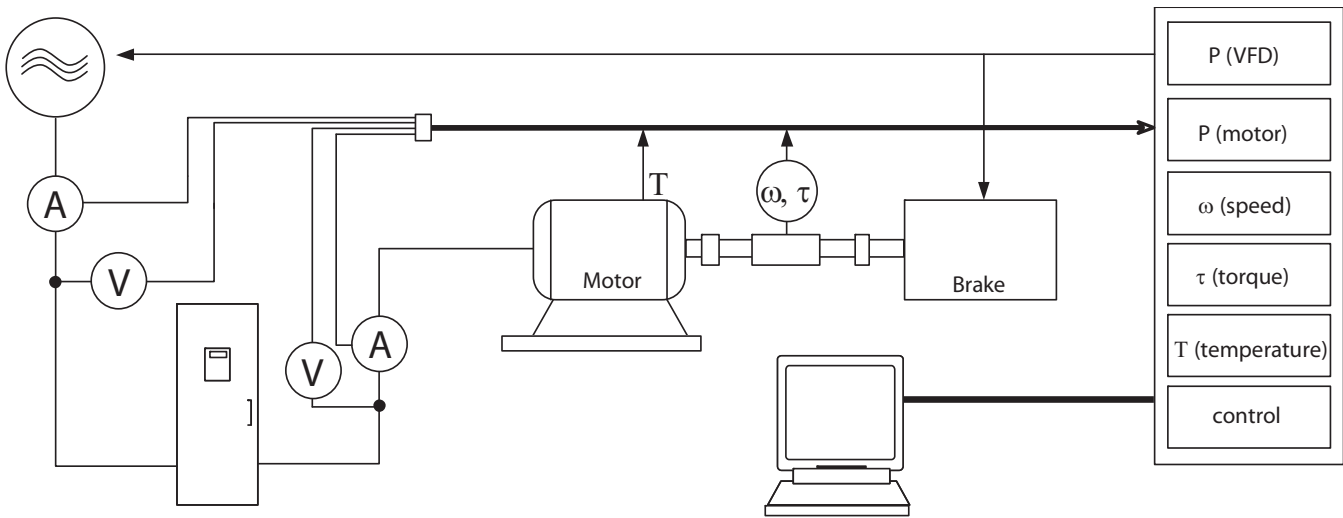 P (VFD)
P (motor)
A
T
ω, τ
ω (speed)
V
Motor
Brake
τ (torque)
V
A
T (temperature)
control